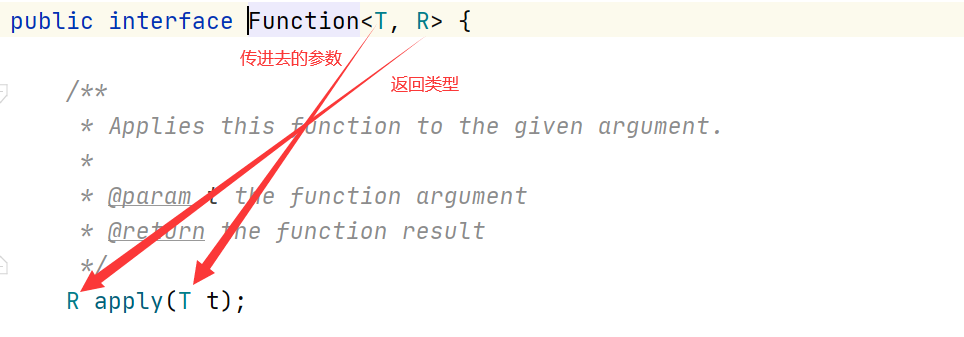 public interface Function<T, R> {
传进去的参数
返回类型
/**
* Applies this function to the given argument.
*
* @param t the function argument
* @return the function result
*/
R apply(T t);